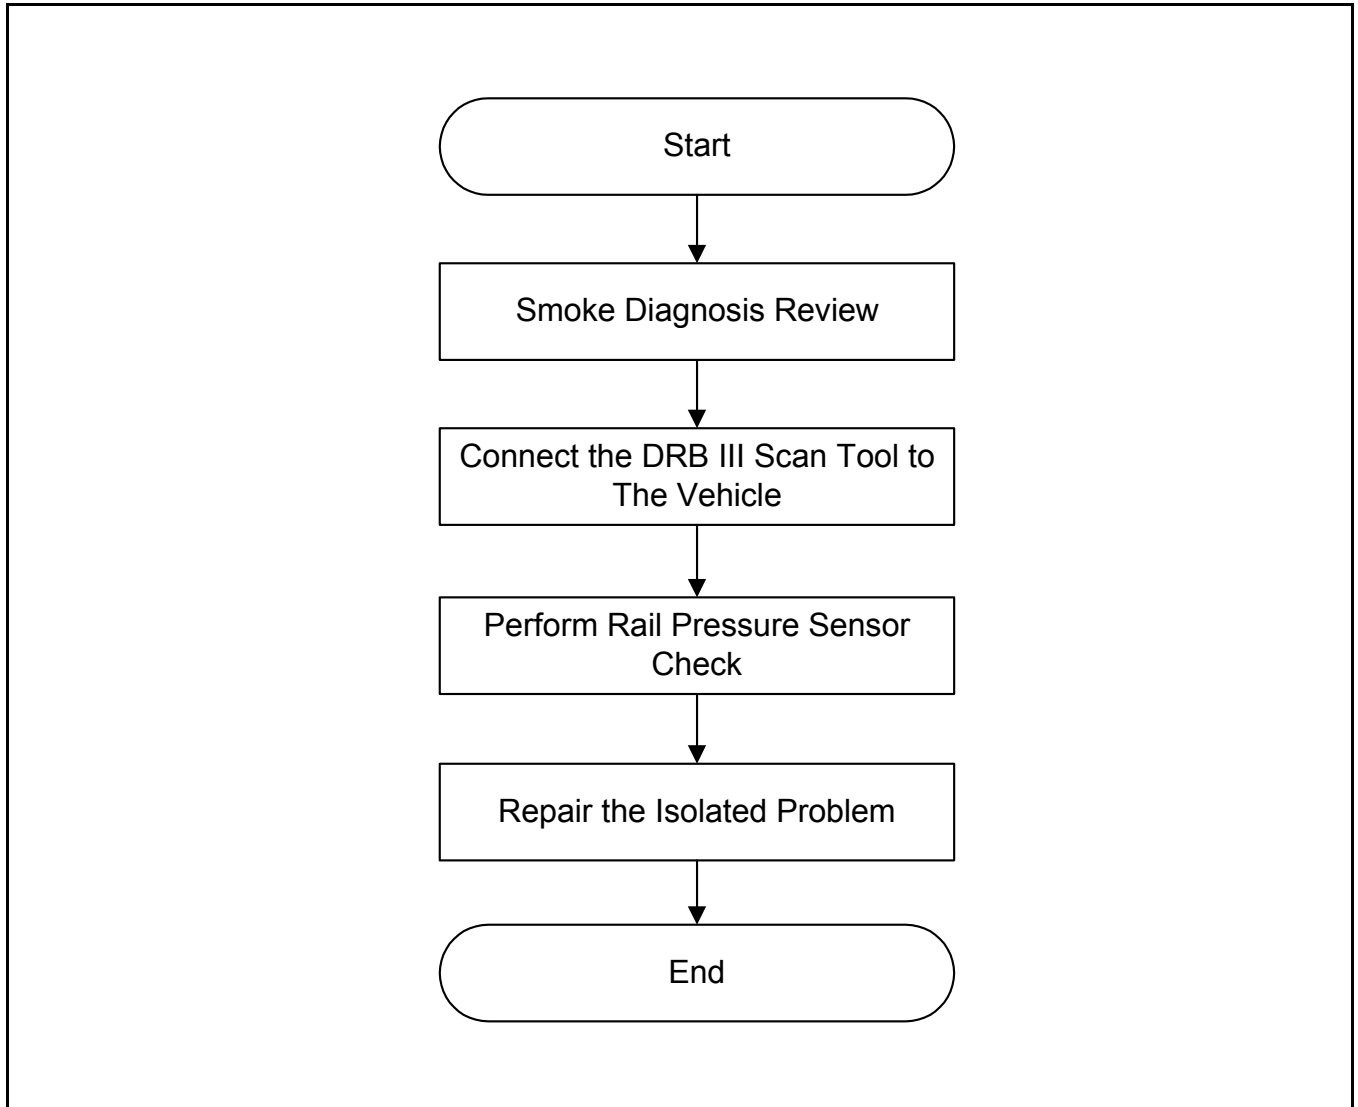 Start
Smoke Diagnosis Review
Connect the DRB III Scan Tool to
The Vehicle
Perform Rail Pressure Sensor
Check
Repair the Isolated Problem
End